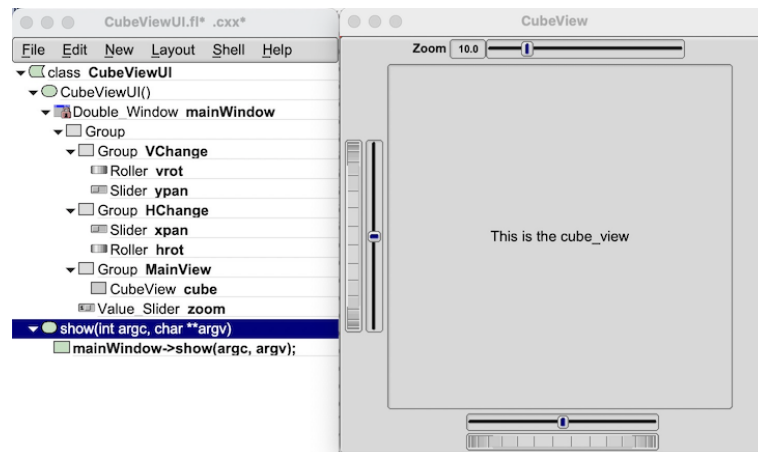 CubeViewUI.fl* .cxx*
File Edit New Layout Shell Help
class CubeViewUI
CubeViewUI()
Double_Window mainWindow
Group
Group VChange
Roller vrot
Slider ypan
Group HChange
Slider xpan
Roller hrot
Group MainView
CubeView cube
Value_Slider zoom
show(int argc, char **argv)
mainWindow->show(argc, argv);
CubeView
Zoom 10.0
This is the cube_view